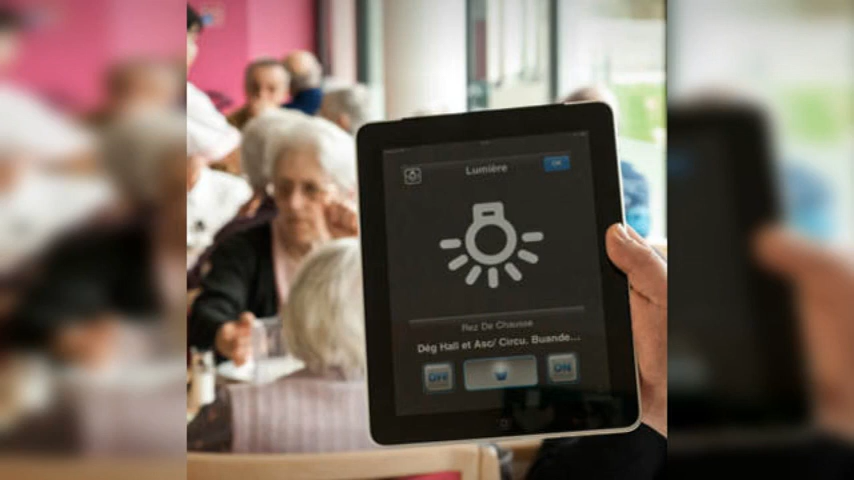 Lumière
OK
Rez De Chausse
Dég Hall et Asc/ Circu. Buande...
OFF
ON